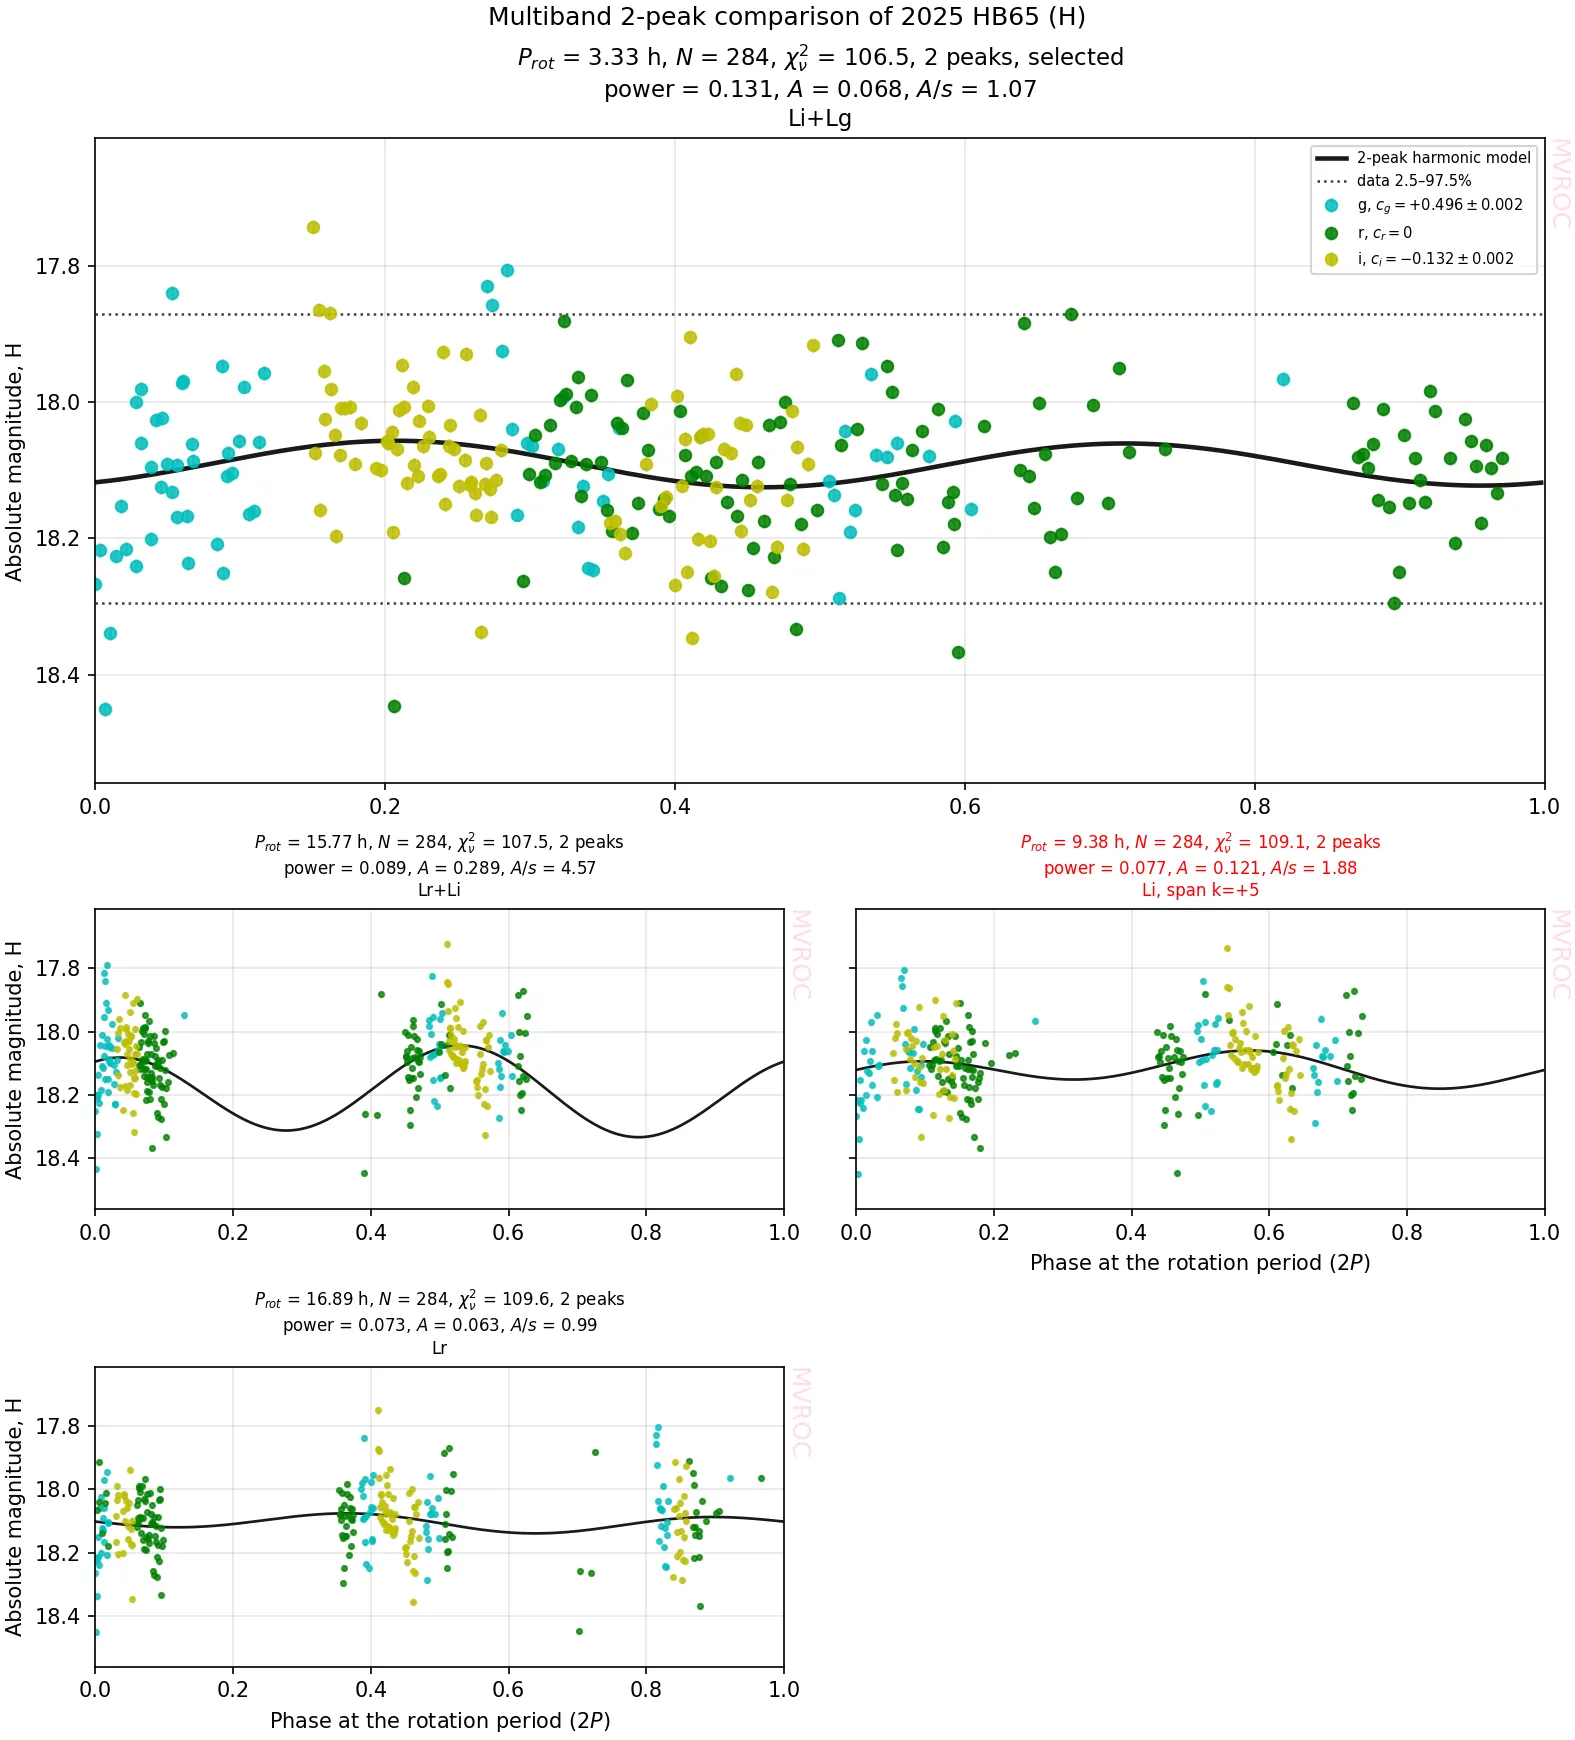 Multiband 2-peak comparison of 2025 HB65 (H)
P_rot = 3.33 h, N = 284, χ²_ν = 106.5, 2 peaks, selected
power = 0.131, A = 0.068, A/s = 1.07
Li+Lg
MVROC
2-peak harmonic model
data 2.5–97.5%
g, c_g = +0.496 ± 0.002
r, c_r = 0
i, c_i = −0.132 ± 0.002
Absolute magnitude, H
17.8
18.0
18.2
18.4
0.0 0.2 0.4 0.6 0.8 1.0
P_rot = 15.77 h, N = 284, χ²_ν = 107.5, 2 peaks
power = 0.089, A = 0.289, A/s = 4.57
Lr+Li
MVROC
Absolute magnitude, H
17.8
18.0
18.2
18.4
0.0 0.2 0.4 0.6 0.8 1.0
P_rot = 9.38 h, N = 284, χ²_ν = 109.1, 2 peaks
power = 0.077, A = 0.121, A/s = 1.88
Li, span k=+5
MVROC
0.0 0.2 0.4 0.6 0.8 1.0
Phase at the rotation period (2P)
P_rot = 16.89 h, N = 284, χ²_ν = 109.6, 2 peaks
power = 0.073, A = 0.063, A/s = 0.99
Lr
MVROC
Absolute magnitude, H
17.8
18.0
18.2
18.4
0.0 0.2 0.4 0.6 0.8 1.0
Phase at the rotation period (2P)